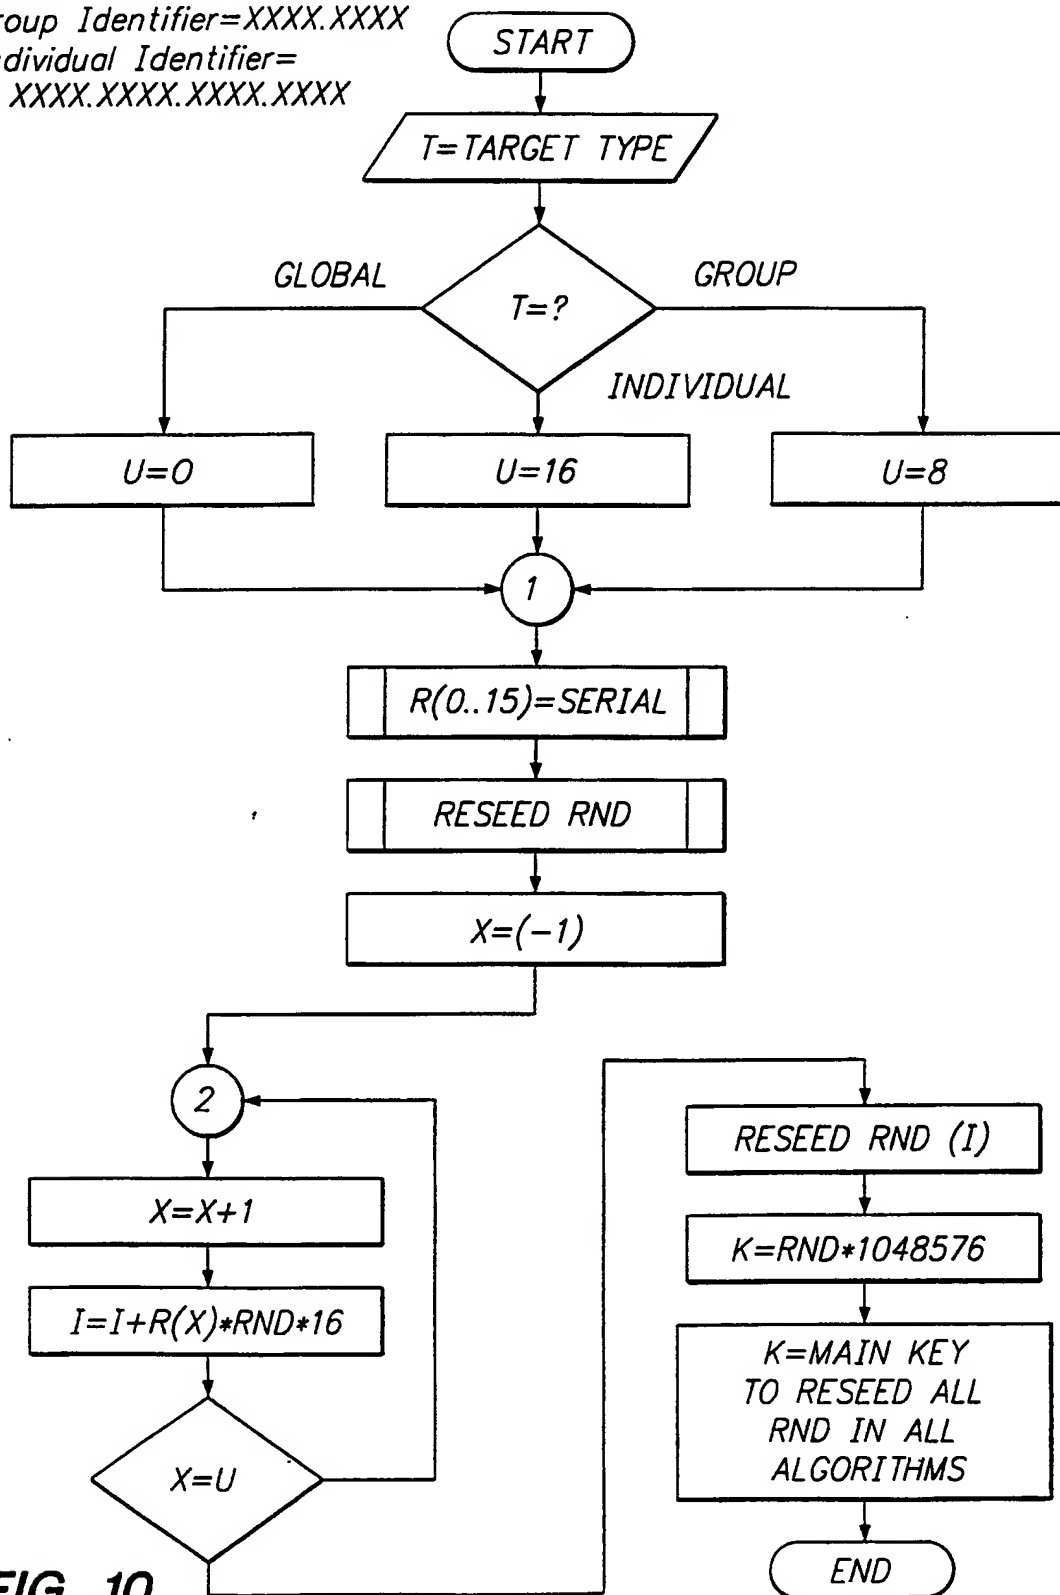 roup Identifier=XXXX.XXXX
dividual Identifier=
XXXX.XXXX.XXXX.XXXX
START
T=TARGET TYPE
GLOBAL
GROUP
T=?
INDIVIDUAL
U=0
U=16
U=8
1
R(0..15)=SERIAL
RESEED RND
X=(-1)
2
X=X+1
I=I+R(X)*RND*16
X=U
RESEED RND (I)
K=RND*1048576
K=MAIN KEY
TO RESEED ALL
RND IN ALL
ALGORITHMS
END
FIG. 10